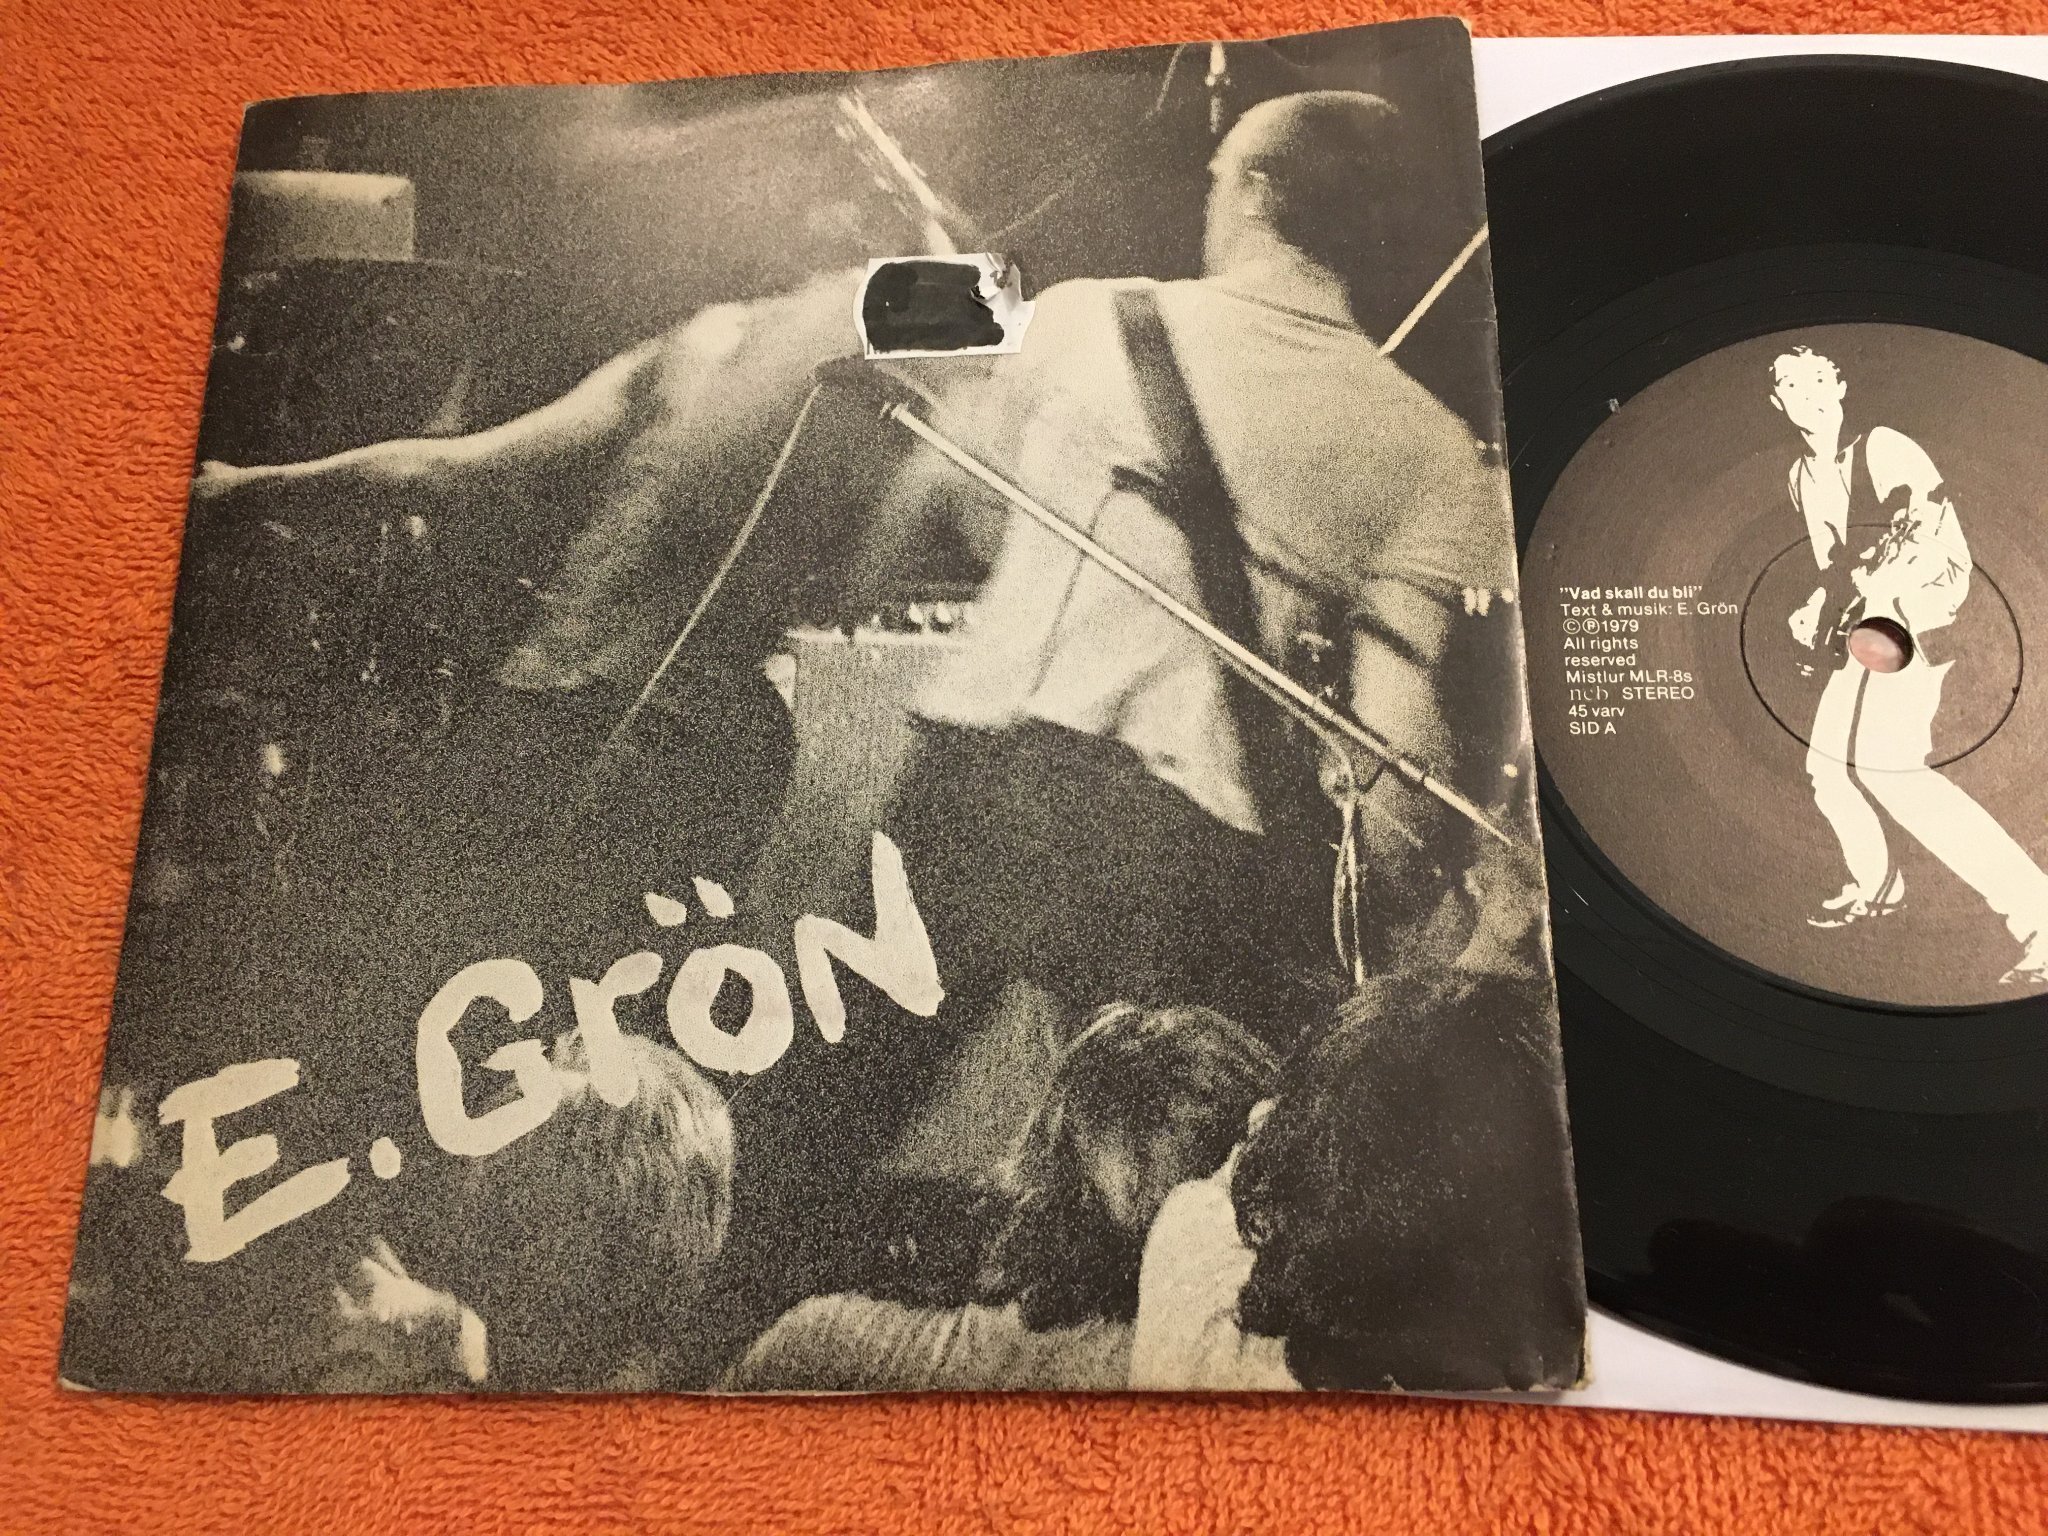 E. Grön
"Vad skall du bli"
Text & musik: E. Grön
©℗1979
All rights
reserved
Mistlur MLR-8s
ncb STEREO
45 varv
SID A